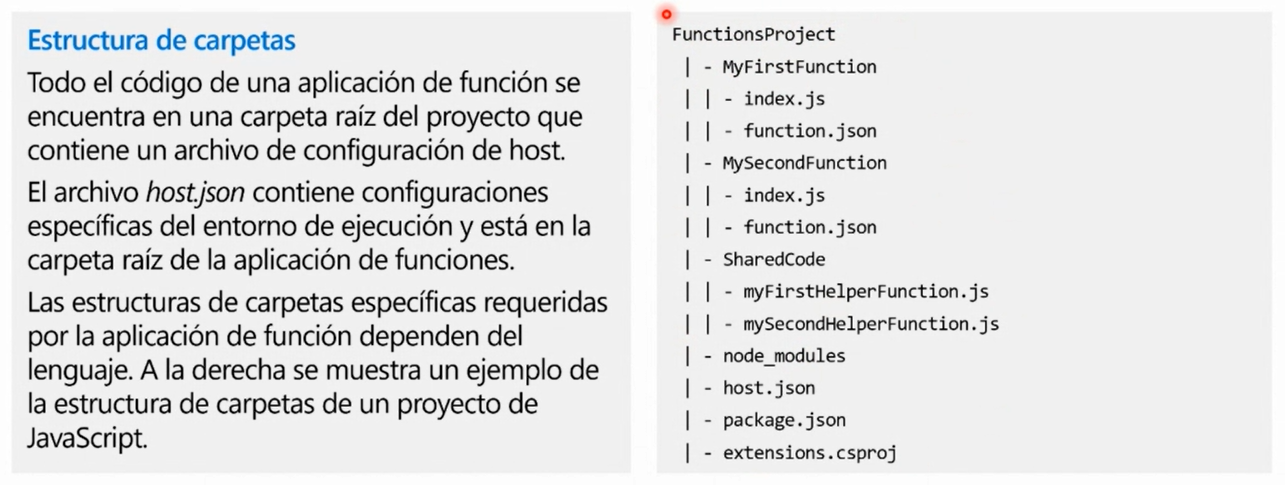 Estructura de carpetas
Todo el código de una aplicación de función se
encuentra en una carpeta raíz del proyecto que
contiene un archivo de configuración de host.
El archivo host.json contiene configuraciones
específicas del entorno de ejecución y está en la
carpeta raíz de la aplicación de funciones.
Las estructuras de carpetas específicas requeridas
por la aplicación de función dependen del
lenguaje. A la derecha se muestra un ejemplo de
la estructura de carpetas de un proyecto de
JavaScript.
FunctionsProject
| - MyFirstFunction
| | - index.js
| | - function.json
| - MySecondFunction
| | - index.js
| | - function.json
| - SharedCode
| | - myFirstHelperFunction.js
| | - mySecondHelperFunction.js
| - node_modules
| - host.json
| - package.json
| - extensions.csproj